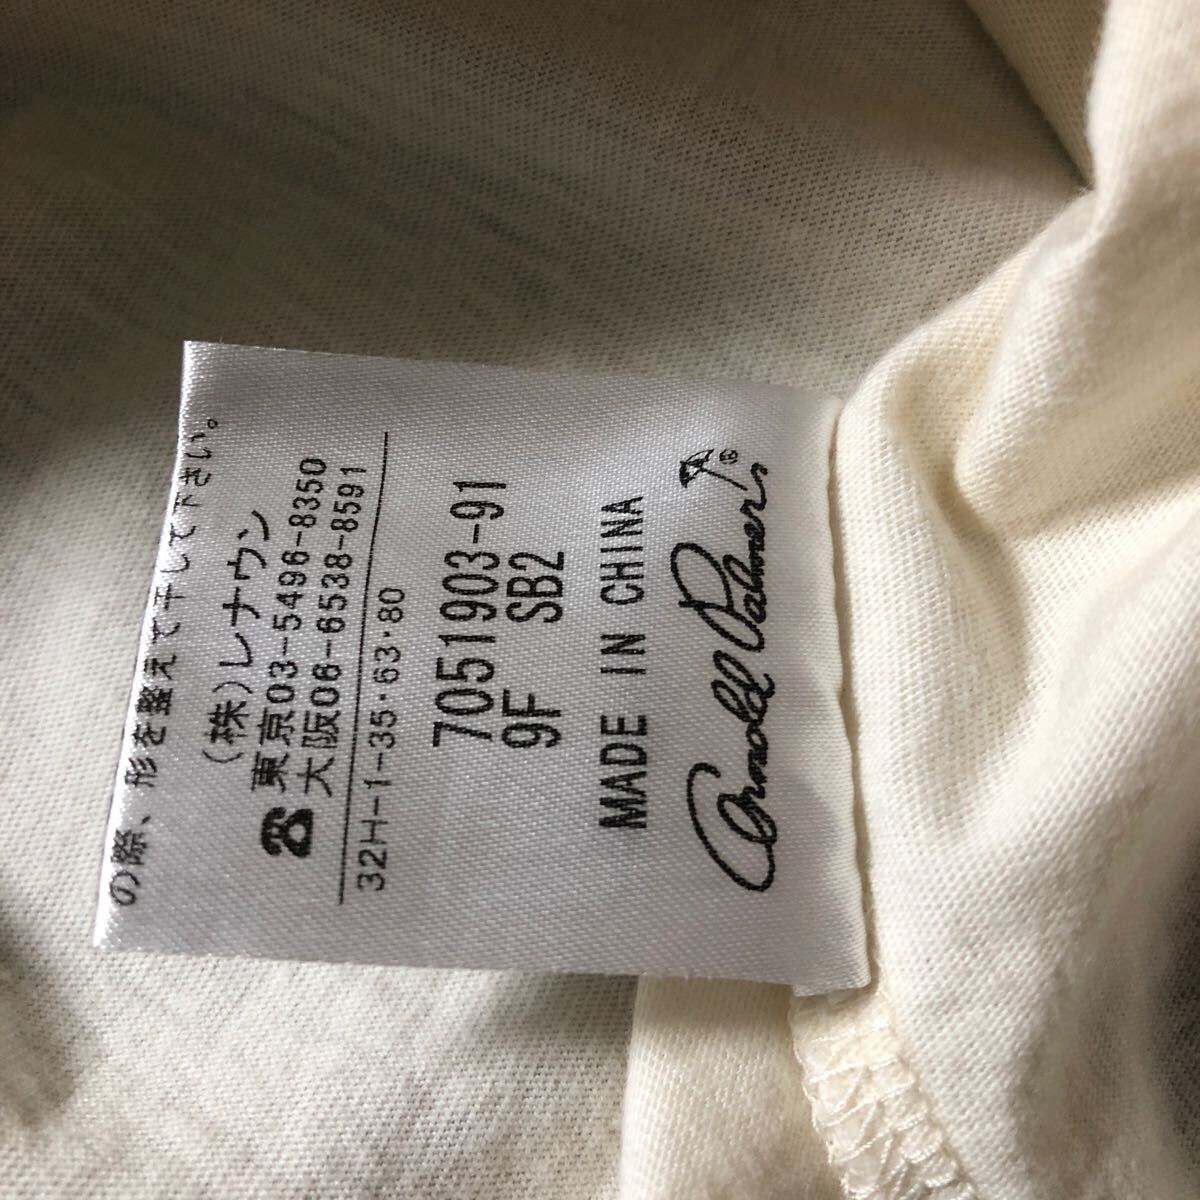 の際、形を整えて干して下さい。
(株)レナウン
☎東京03-5496-8350
大阪06-6538-8591
32H-1-35・63・80
7051903-91
9F SB2
MADE IN CHINA
Arnold Palmer®